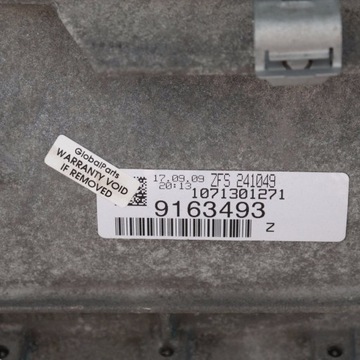 GlobalParts
WARRANTY VOID
IF REMOVED
17.09.09 ZFS 241049
20:13 1071301271
9163493
Z